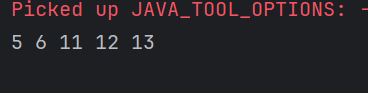 Picked up JAVA_TOOL_OPTIONS: -
5 6 11 12 13